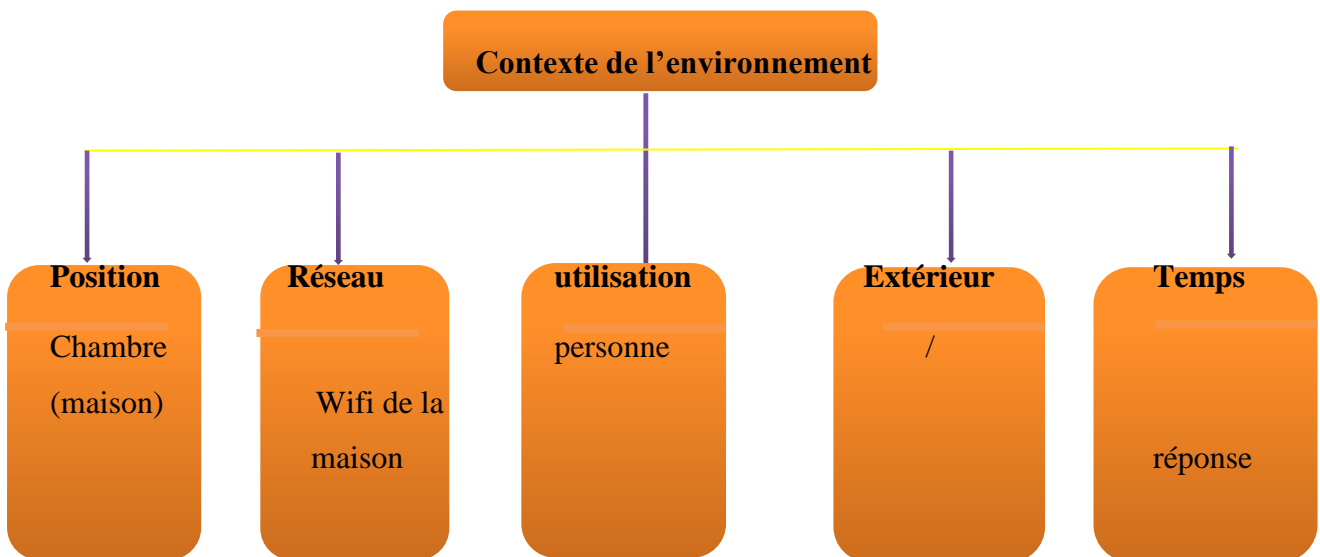 Contexte de l’environnement
Position
Chambre
(maison)
Réseau
Wifi de la
maison
utilisation
personne
Extérieur
/
Temps
réponse